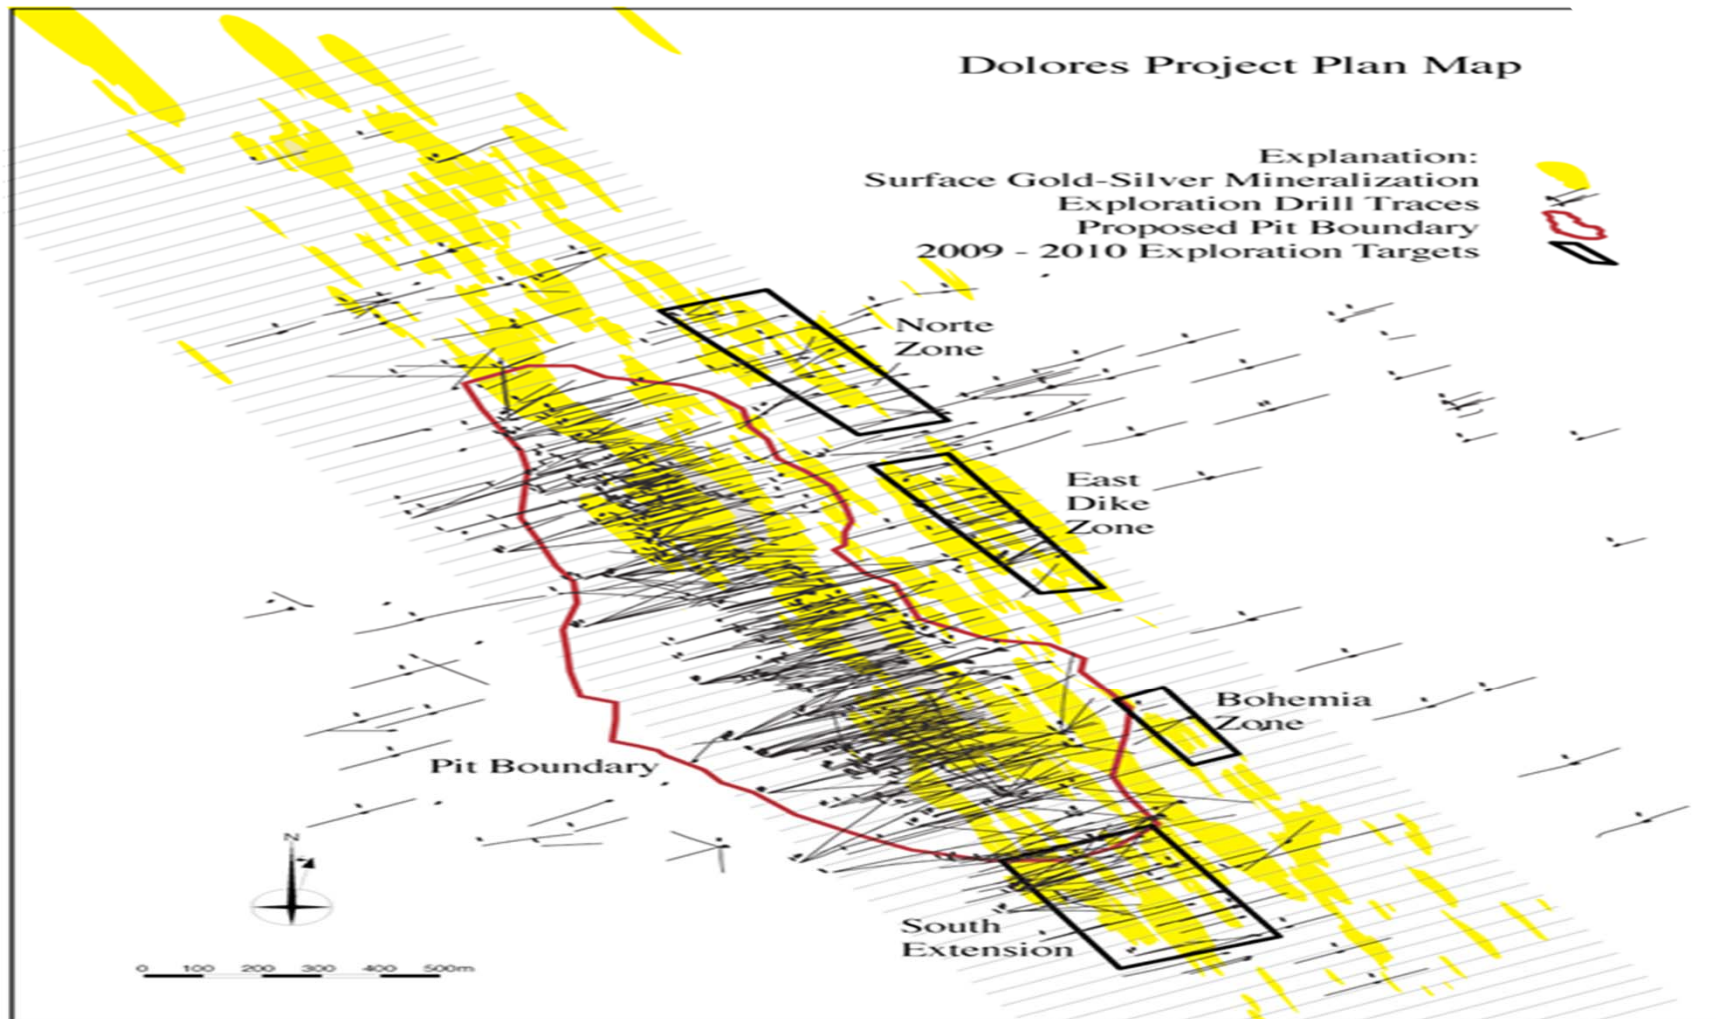 Dolores Project Plan Map
Explanation:
Surface Gold-Silver Mineralization
Exploration Drill Traces
Proposed Pit Boundary
2009 - 2010 Exploration Targets
Norte
Zone
East
Dike
Zone
Bohemia
Zone
Pit Boundary
South
Extension
N
0 100 200 300 400 500m